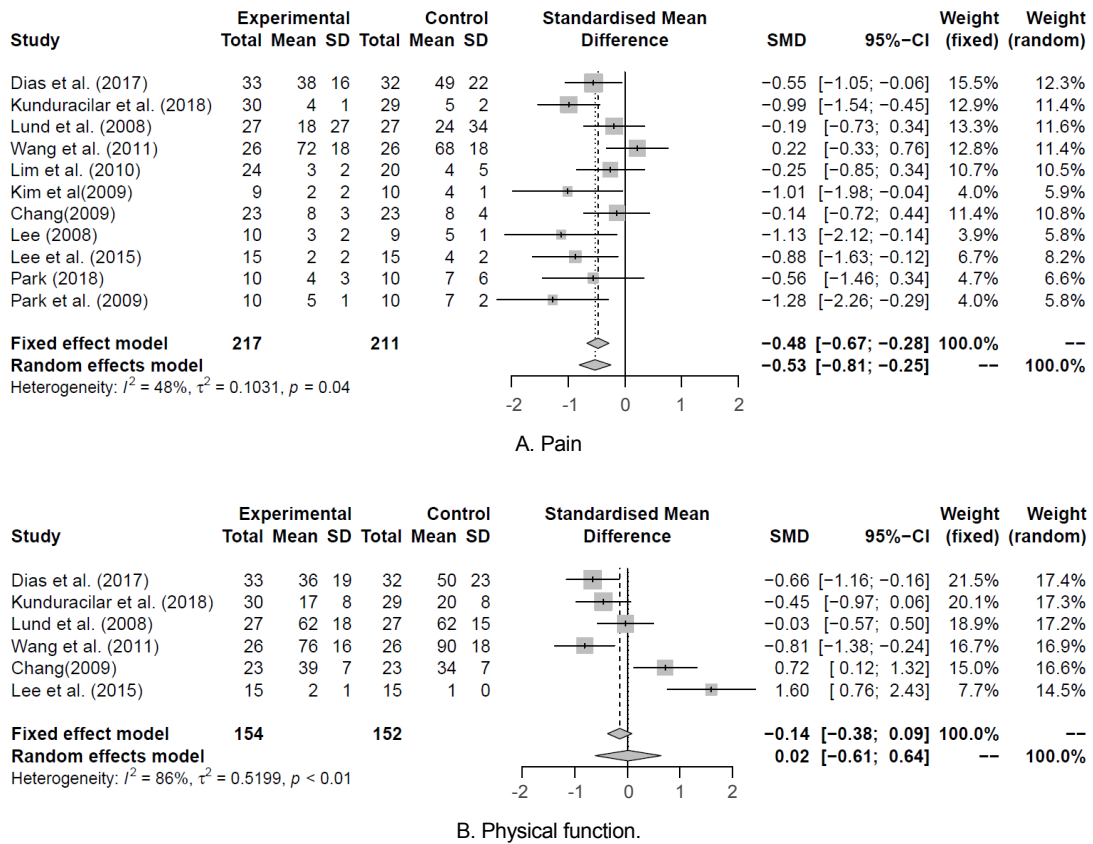 Experimental Control Standardised Mean Weight Weight
Study Total Mean SD Total Mean SD Difference SMD 95%−CI (fixed) (random)
Dias et al. (2017) 33 38 16 32 49 22 −0.55 [−1.05; −0.06] 15.5% 12.3%
Kunduracilar et al. (2018) 30 4 1 29 5 2 −0.99 [−1.54; −0.45] 12.9% 11.4%
Lund et al. (2008) 27 18 27 27 24 34 −0.19 [−0.73; 0.34] 13.3% 11.6%
Wang et al. (2011) 26 72 18 26 68 18 0.22 [−0.33; 0.76] 12.8% 11.4%
Lim et al. (2010) 24 3 2 20 4 5 −0.25 [−0.85; 0.34] 10.7% 10.5%
Kim et al(2009) 9 2 2 10 4 1 −1.01 [−1.98; −0.04] 4.0% 5.9%
Chang(2009) 23 8 3 23 8 4 −0.14 [−0.72; 0.44] 11.4% 10.8%
Lee (2008) 10 3 2 9 5 1 −1.13 [−2.12; −0.14] 3.9% 5.8%
Lee et al. (2015) 15 2 2 15 4 2 −0.88 [−1.63; −0.12] 6.7% 8.2%
Park (2018) 10 4 3 10 7 6 −0.56 [−1.46; 0.34] 4.7% 6.6%
Park et al. (2009) 10 5 1 10 7 2 −1.28 [−2.26; −0.29] 4.0% 5.8%
Fixed effect model 217 211 −0.48 [−0.67; −0.28] 100.0% −−
Random effects model −0.53 [−0.81; −0.25] −− 100.0%
Heterogeneity: I² = 48%, τ² = 0.1031, p = 0.04
-2 -1 0 1 2
A. Pain
Experimental Control Standardised Mean Weight Weight
Study Total Mean SD Total Mean SD Difference SMD 95%−CI (fixed) (random)
Dias et al. (2017) 33 36 19 32 50 23 −0.66 [−1.16; −0.16] 21.5% 17.4%
Kunduracilar et al. (2018) 30 17 8 29 20 8 −0.45 [−0.97; 0.06] 20.1% 17.3%
Lund et al. (2008) 27 62 18 27 62 15 −0.03 [−0.57; 0.50] 18.9% 17.2%
Wang et al. (2011) 26 76 16 26 90 18 −0.81 [−1.38; −0.24] 16.7% 16.9%
Chang(2009) 23 39 7 23 34 7 0.72 [ 0.12; 1.32] 15.0% 16.6%
Lee et al. (2015) 15 2 1 15 1 0 1.60 [ 0.76; 2.43] 7.7% 14.5%
Fixed effect model 154 152 −0.14 [−0.38; 0.09] 100.0% −−
Random effects model 0.02 [−0.61; 0.64] −− 100.0%
Heterogeneity: I² = 86%, τ² = 0.5199, p < 0.01
-2 -1 0 1 2
B. Physical function.